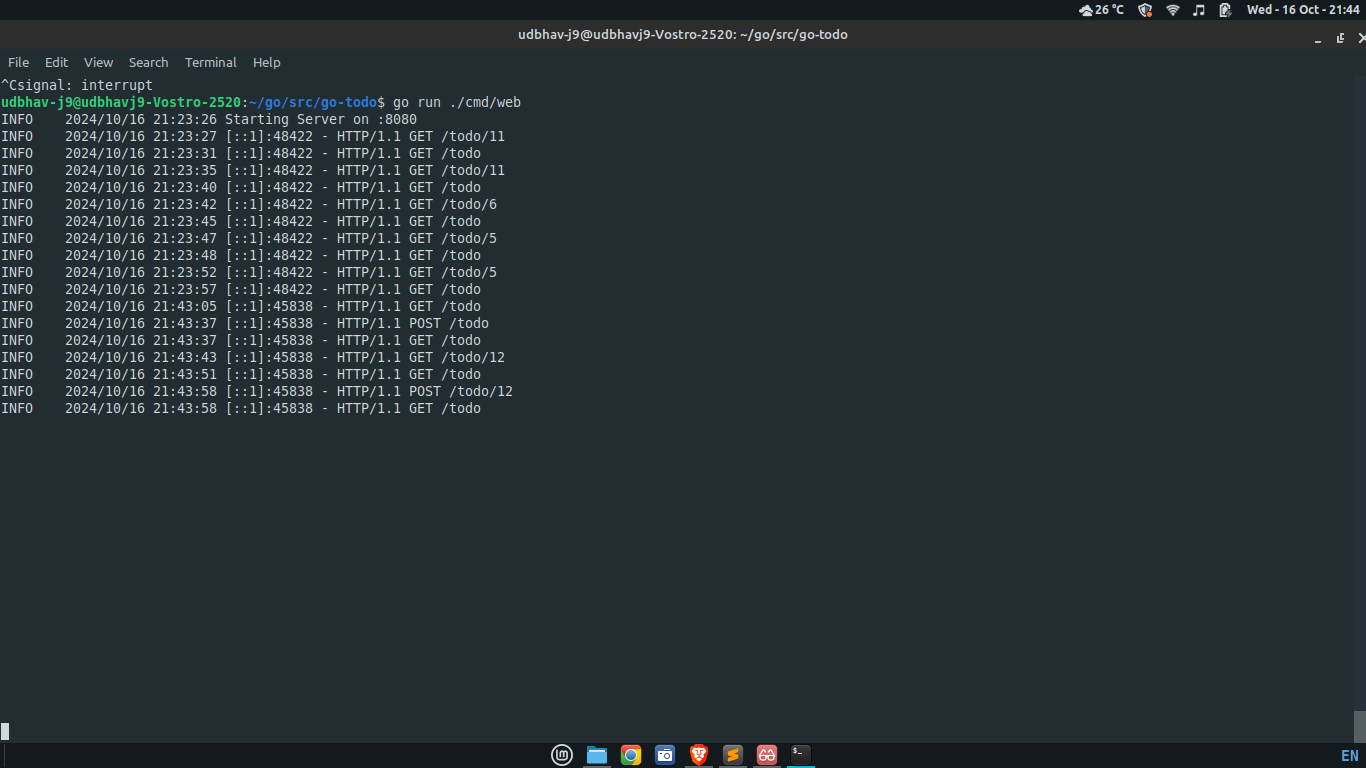 26 °C Wed - 16 Oct - 21:44
udbhav-j9@udbhavj9-Vostro-2520: ~/go/src/go-todo
File Edit View Search Terminal Help
^Csignal: interrupt
udbhav-j9@udbhavj9-Vostro-2520:~/go/src/go-todo$ go run ./cmd/web
INFO    2024/10/16 21:23:26 Starting Server on :8080
INFO    2024/10/16 21:23:27 [::1]:48422 - HTTP/1.1 GET /todo/11
INFO    2024/10/16 21:23:31 [::1]:48422 - HTTP/1.1 GET /todo
INFO    2024/10/16 21:23:35 [::1]:48422 - HTTP/1.1 GET /todo/11
INFO    2024/10/16 21:23:40 [::1]:48422 - HTTP/1.1 GET /todo
INFO    2024/10/16 21:23:42 [::1]:48422 - HTTP/1.1 GET /todo/6
INFO    2024/10/16 21:23:45 [::1]:48422 - HTTP/1.1 GET /todo
INFO    2024/10/16 21:23:47 [::1]:48422 - HTTP/1.1 GET /todo/5
INFO    2024/10/16 21:23:48 [::1]:48422 - HTTP/1.1 GET /todo
INFO    2024/10/16 21:23:52 [::1]:48422 - HTTP/1.1 GET /todo/5
INFO    2024/10/16 21:23:57 [::1]:48422 - HTTP/1.1 GET /todo
INFO    2024/10/16 21:43:05 [::1]:45838 - HTTP/1.1 GET /todo
INFO    2024/10/16 21:43:37 [::1]:45838 - HTTP/1.1 POST /todo
INFO    2024/10/16 21:43:37 [::1]:45838 - HTTP/1.1 GET /todo
INFO    2024/10/16 21:43:43 [::1]:45838 - HTTP/1.1 GET /todo/12
INFO    2024/10/16 21:43:51 [::1]:45838 - HTTP/1.1 GET /todo
INFO    2024/10/16 21:43:58 [::1]:45838 - HTTP/1.1 POST /todo/12
INFO    2024/10/16 21:43:58 [::1]:45838 - HTTP/1.1 GET /todo
EN